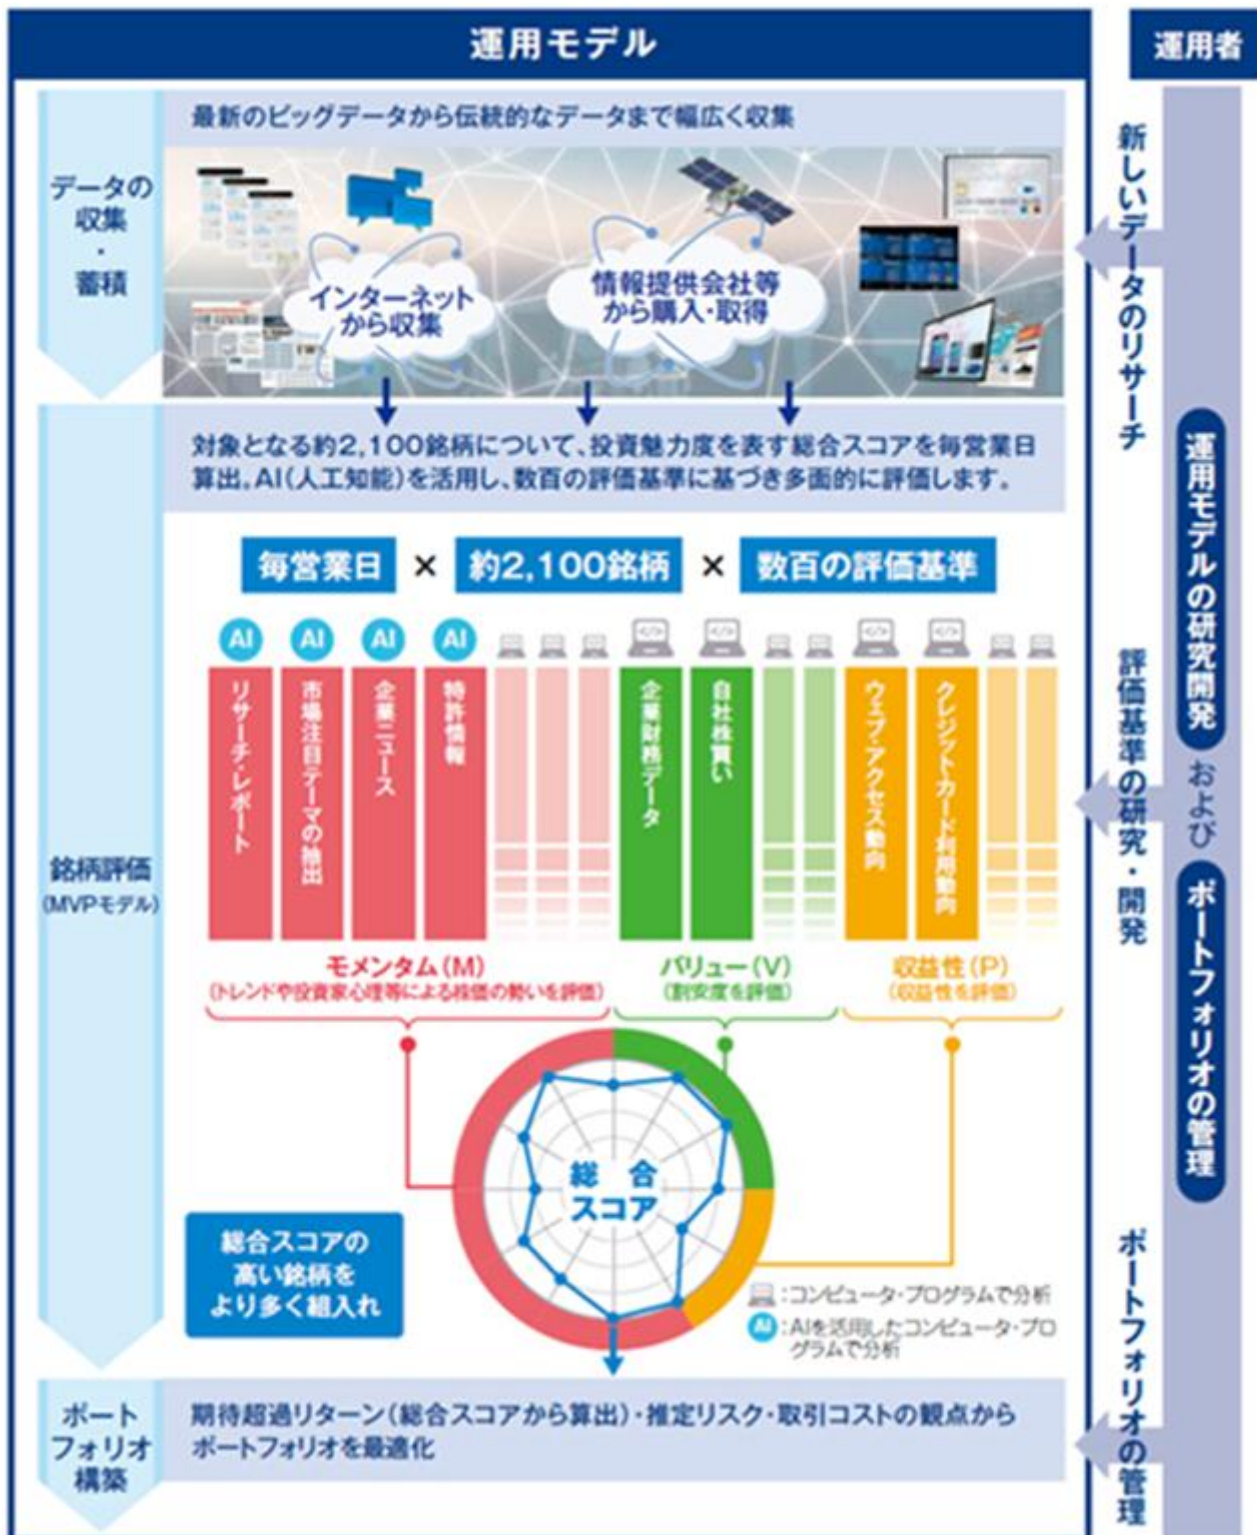 運用モデル
運用者
データの
収集
・
蓄積
最新のビッグデータから伝統的なデータまで幅広く収集
インターネット
から収集
情報提供会社等
から購入・取得
新しいデータのリサーチ
対象となる約2,100銘柄について、投資魅力度を表す総合スコアを毎営業日
算出。AI(人工知能)を活用し、数百の評価基準に基づき多面的に評価します。
毎営業日 × 約2,100銘柄 × 数百の評価基準
AI AI AI AI
リサーチ・レポート
市場注目テーマの抽出
企業ニュース
特許情報
企業財務データ
自社株買い
ウェブ・アクセス動向
クレジットカード利用動向
銘柄評価
(MVPモデル)
モメンタム(M)
(トレンドや投資家心理等による株価の勢いを評価)
バリュー(V)
(割安度を評価)
収益性(P)
(収益性を評価)
評価基準の研究・開発
運用モデルの研究開発
および
ポートフォリオの管理
総合
スコア
総合スコアの
高い銘柄を
より多く組入れ
:コンピュータ・プログラムで分析
AI:AIを活用したコンピュータ・プロ
グラムで分析
ポート
フォリオ
構築
期待超過リターン(総合スコアから算出)・推定リスク・取引コストの観点から
ポートフォリオを最適化
ポートフォリオの管理